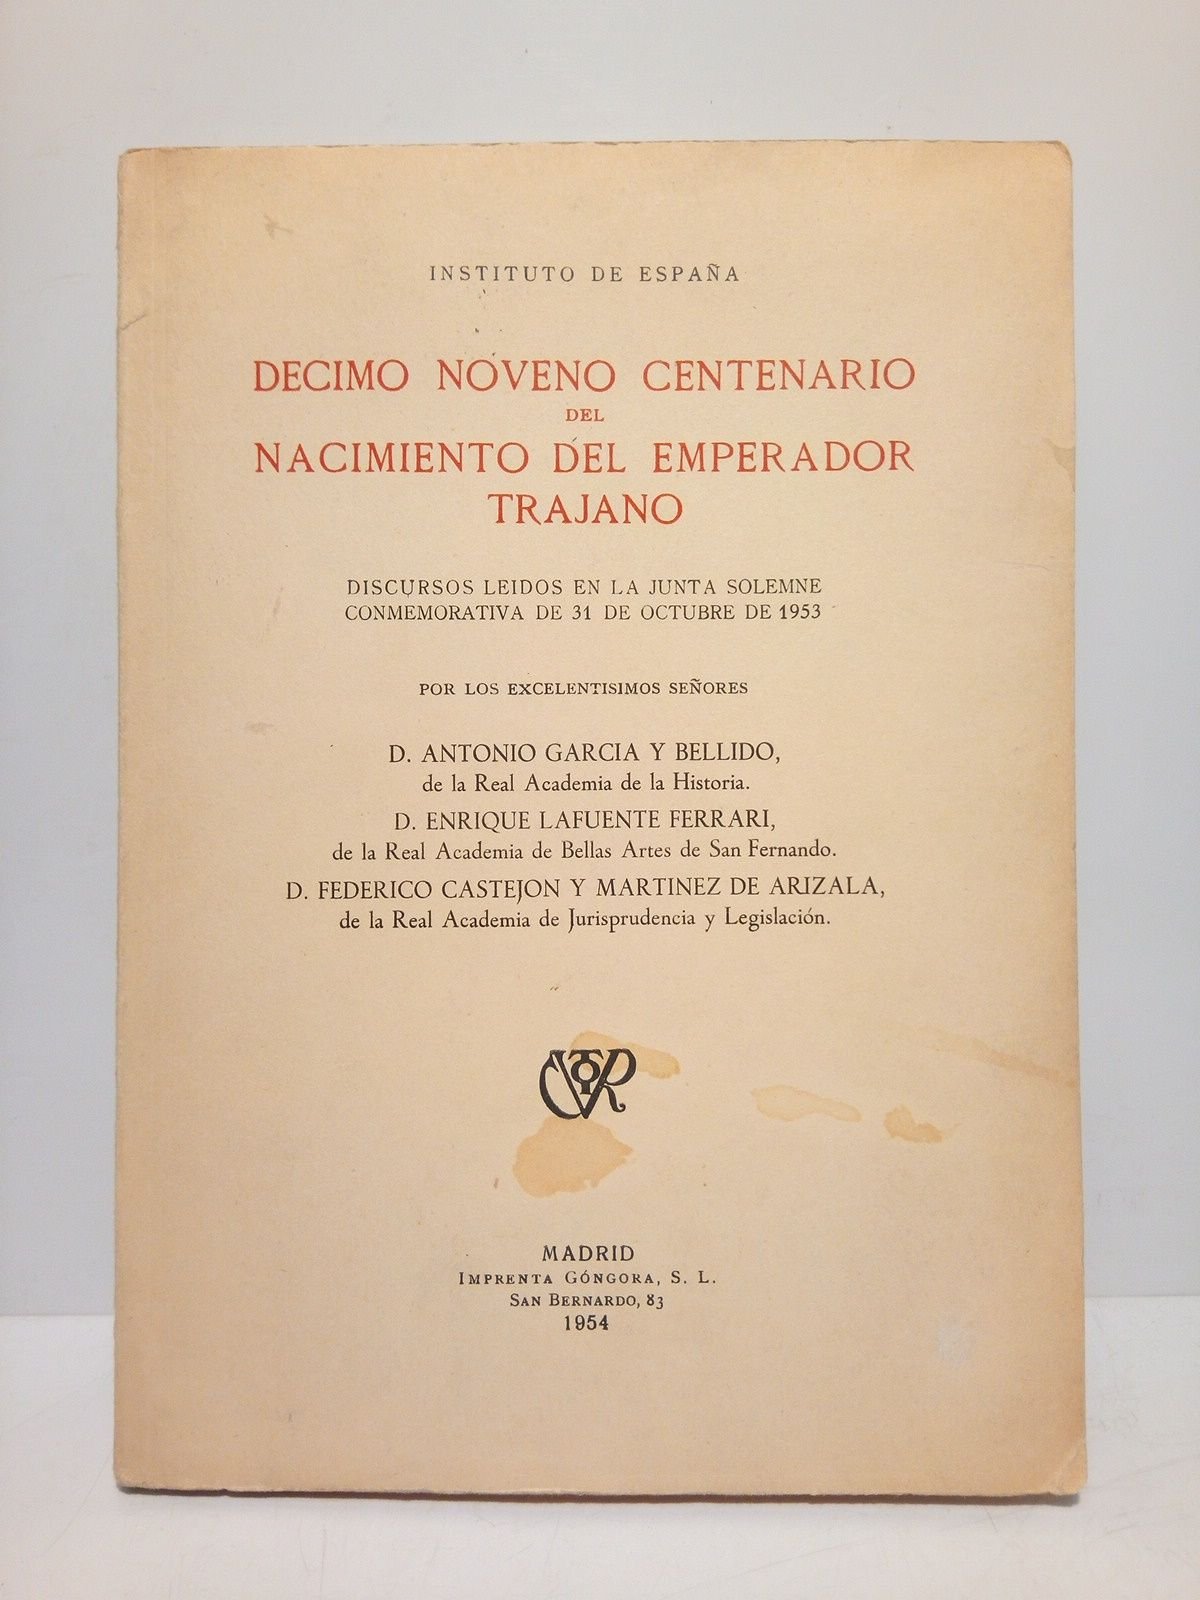 INSTITUTO DE ESPAÑA
DECIMO NOVENO CENTENARIO
DEL
NACIMIENTO DEL EMPERADOR
TRAJANO
DISCURSOS LEIDOS EN LA JUNTA SOLEMNE
CONMEMORATIVA DE 31 DE OCTUBRE DE 1953
POR LOS EXCELENTISIMOS SEÑORES
D. ANTONIO GARCIA Y BELLIDO,
de la Real Academia de la Historia.
D. ENRIQUE LAFUENTE FERRARI,
de la Real Academia de Bellas Artes de San Fernando.
D. FEDERICO CASTEJON Y MARTINEZ DE ARIZALA,
de la Real Academia de Jurisprudencia y Legislación.
MADRID
IMPRENTA GÓNGORA, S. L.
SAN BERNARDO, 83
1954